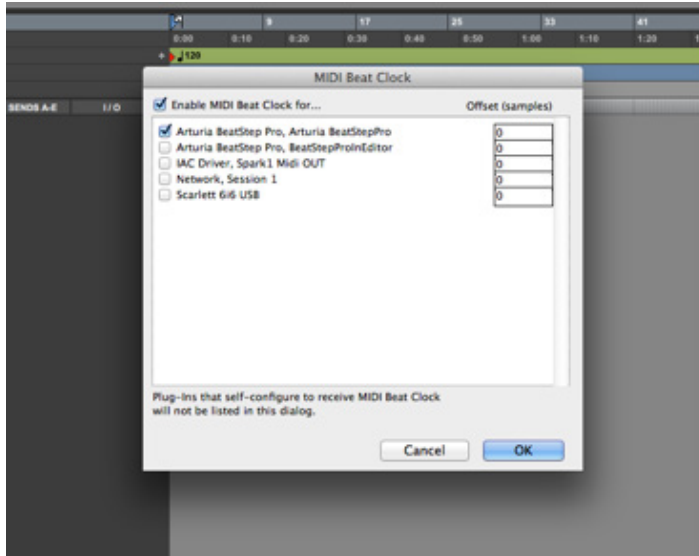 9 17 25 33 41
0:00 0:10 0:20 0:30 0:40 0:50 1:00 1:10 1:20
+ 120
MIDI Beat Clock
SENDS A-E I / O
Enable MIDI Beat Clock for... Offset (samples)
Arturia BeatStep Pro, Arturia BeatStepPro 0
Arturia BeatStep Pro, BeatStepProInEditor 0
IAC Driver, Spark1 Midi OUT 0
Network, Session 1 0
Scarlett 6i6 USB 0
Plug-Ins that self-configure to receive MIDI Beat Clock
will not be listed in this dialog.
Cancel OK